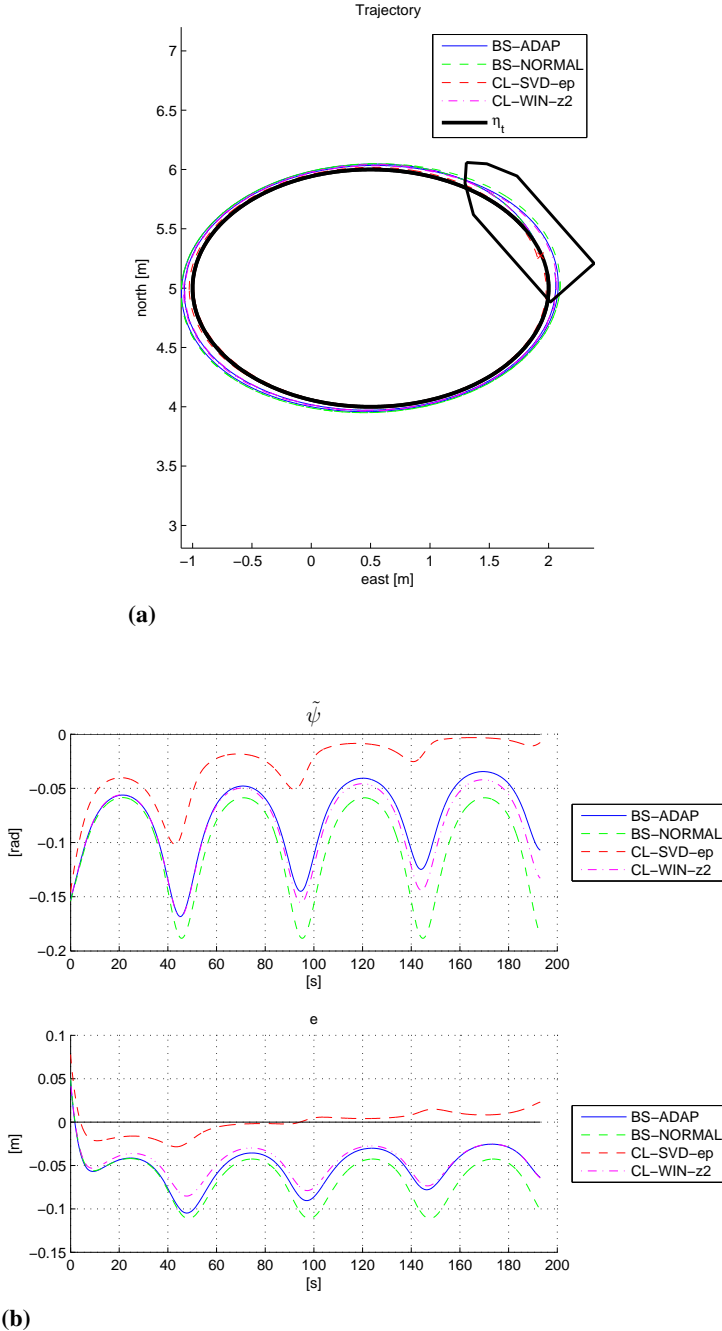 Trajectory
BS−ADAP
BS−NORMAL
CL−SVD−ep
CL−WIN−z2
η_t
7
6.5
6
5.5
5
4.5
4
3.5
3
north [m]
−1
−0.5
0
0.5
1
1.5
2
east [m]
(a)
ψ̃
0
−0.05
−0.1
−0.15
−0.2
[rad]
0
20
40
60
80
100
120
140
160
180
200
[s]
BS−ADAP
BS−NORMAL
CL−SVD−ep
CL−WIN−z2
e
0.1
0.05
0
−0.05
−0.1
−0.15
[m]
0
20
40
60
80
100
120
140
160
180
200
[s]
BS−ADAP
BS−NORMAL
CL−SVD−ep
CL−WIN−z2
(b)